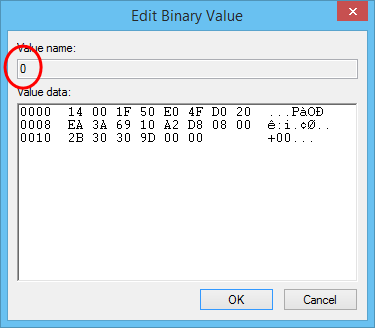 Edit Binary Value
Value name:
0
Value data:
0000 14 00 1F 50 E0 4F D0 20 ...PàOÐ
0008 EA 3A 69 10 A2 D8 08 00 ê:i.¢Ø..
0010 2B 30 30 9D 00 00 +00...
OK Cancel